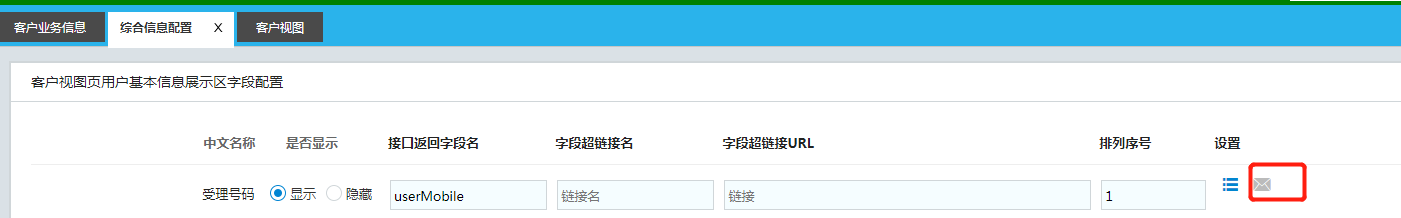 客户业务信息 综合信息配置 X 客户视图
客户视图页用户基本信息展示区字段配置
中文名称 是否显示 接口返回字段名 字段超链接名 字段超链接URL 排列序号 设置
受理号码 显示 隐藏 userMobile 链接名 链接 1